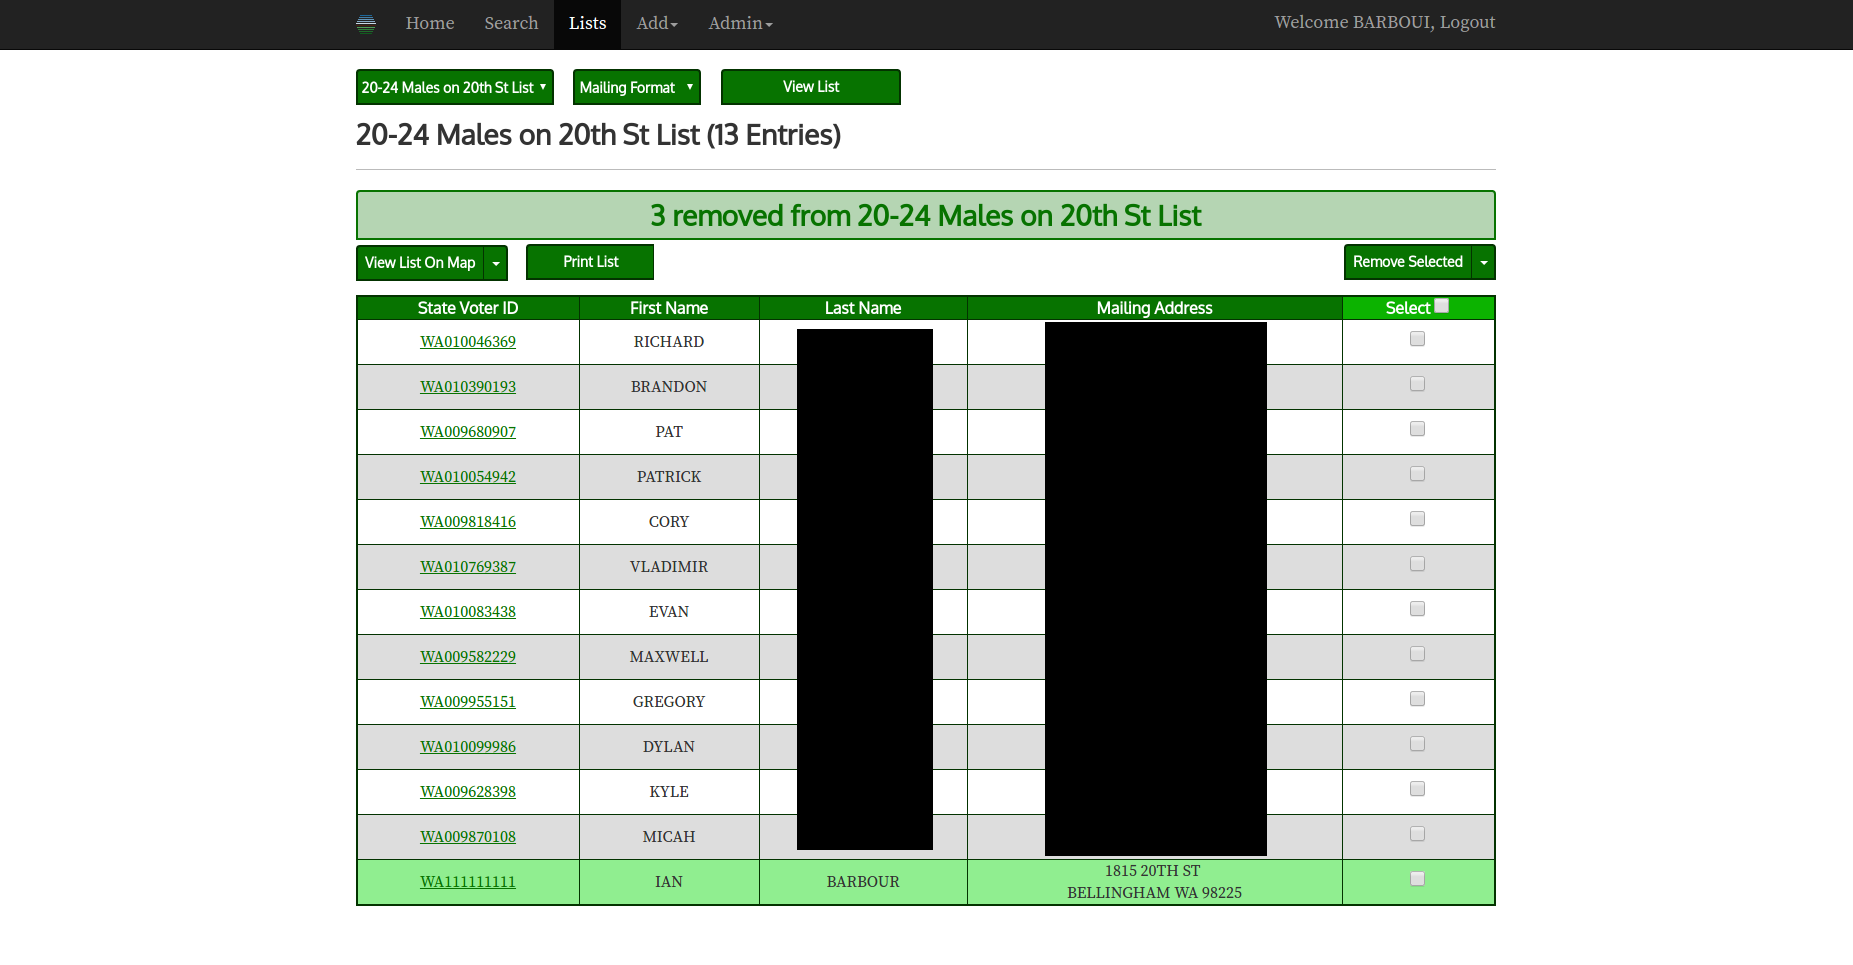 Home Search Lists Add Admin Welcome BARBOUI, Logout
20-24 Males on 20th St List Mailing Format View List
20-24 Males on 20th St List (13 Entries)
3 removed from 20-24 Males on 20th St List
View List On Map Print List Remove Selected
State Voter ID First Name Last Name Mailing Address Select
WA010046369 RICHARD
WA010390193 BRANDON
WA009680907 PAT
WA010054942 PATRICK
WA009818416 CORY
WA010769387 VLADIMIR
WA010083438 EVAN
WA009582229 MAXWELL
WA009955151 GREGORY
WA010099986 DYLAN
WA009628398 KYLE
WA009870108 MICAH
WA111111111 IAN BARBOUR 1815 20TH ST
BELLINGHAM WA 98225